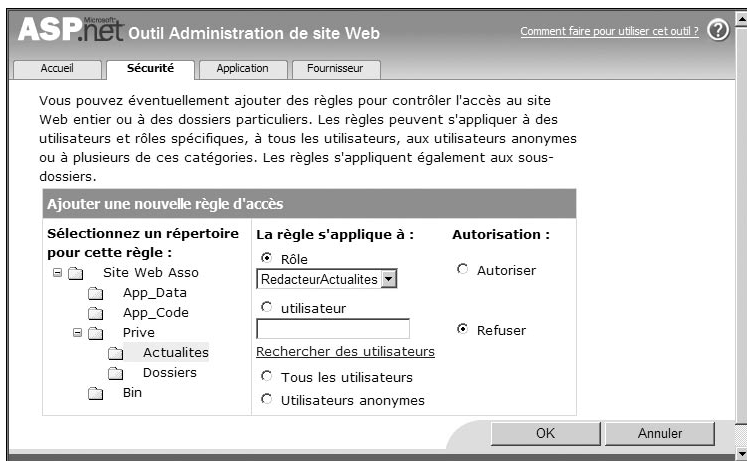 Microsoft
ASP.net Outil Administration de site Web
Comment faire pour utiliser cet outil ? ?
Accueil Sécurité Application Fournisseur
Vous pouvez éventuellement ajouter des règles pour contrôler l'accès au site
Web entier ou à des dossiers particuliers. Les règles peuvent s'appliquer à des
utilisateurs et rôles spécifiques, à tous les utilisateurs, aux utilisateurs anonymes
ou à plusieurs de ces catégories. Les règles s'appliquent également aux sous-
dossiers.
Ajouter une nouvelle règle d'accès
Sélectionnez un répertoire
pour cette règle :
Site Web Asso
App_Data
App_Code
Prive
Actualites
Dossiers
Bin
La règle s'applique à :
Rôle
RedacteurActualites
utilisateur
Rechercher des utilisateurs
Tous les utilisateurs
Utilisateurs anonymes
Autorisation :
Autoriser
Refuser
OK Annuler